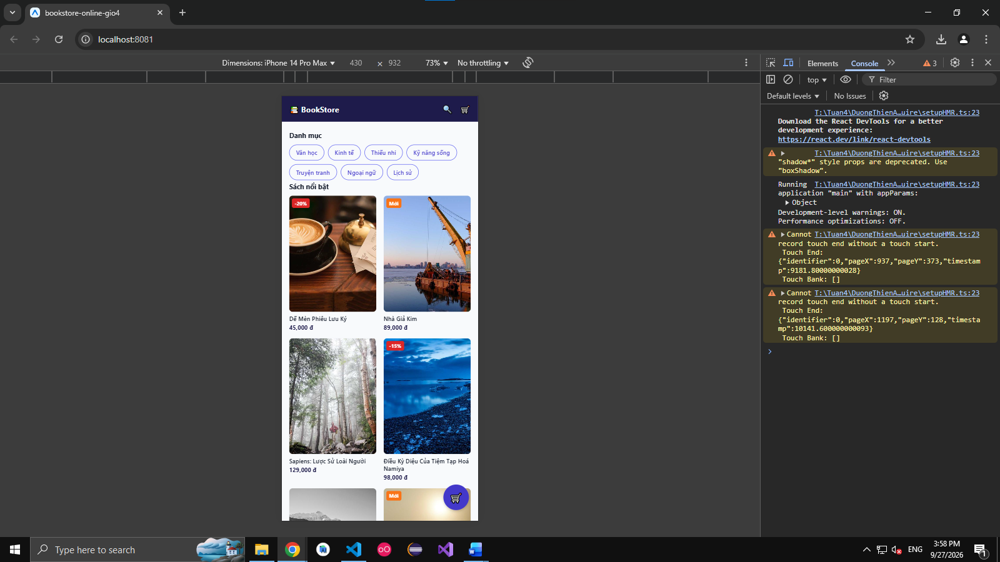 bookstore-online-gio4
localhost:8081
Dimensions: iPhone 14 Pro Max
430
×
932
73%
No throttling
Elements
Console
3
top
Filter
Default levels
No Issues
BookStore
Danh mục
Văn học
Kinh tế
Thiếu nhi
Kỹ năng sống
Truyện tranh
Ngoại ngữ
Lịch sử
Sách nổi bật
-20%
Mới
Dế Mèn Phiêu Lưu Ký
45,000 đ
Nhà Giả Kim
89,000 đ
-15%
Sapiens: Lược Sử Loài Người
129,000 đ
Điều Kỳ Diệu Của Tiệm Tạp Hoá
Namiya
98,000 đ
Mới
T:\Tuan4\DuongThienA…uire\setupHMR.ts:23
Download the React DevTools for a better
development experience:
https://react.dev/link/react-devtools
T:\Tuan4\DuongThienA…uire\setupHMR.ts:23
"shadow*" style props are deprecated. Use
"boxShadow".
Running T:\Tuan4\DuongThienA…uire\setupHMR.ts:23
application "main" with appParams:
Object
Development-level warnings: ON.
Performance optimizations: OFF.
Cannot T:\Tuan4\DuongThienA…uire\setupHMR.ts:23
record touch end without a touch start.
Touch End:
{"identifier":0,"pageX":937,"pageY":373,"timestam
p":9181.80000000028}
Touch Bank: []
Cannot T:\Tuan4\DuongThienA…uire\setupHMR.ts:23
record touch end without a touch start.
Touch End:
{"identifier":0,"pageX":1197,"pageY":128,"timesta
mp":10141.600000000093}
Touch Bank: []
Type here to search
ENG
3:58 PM
9/27/2026
1